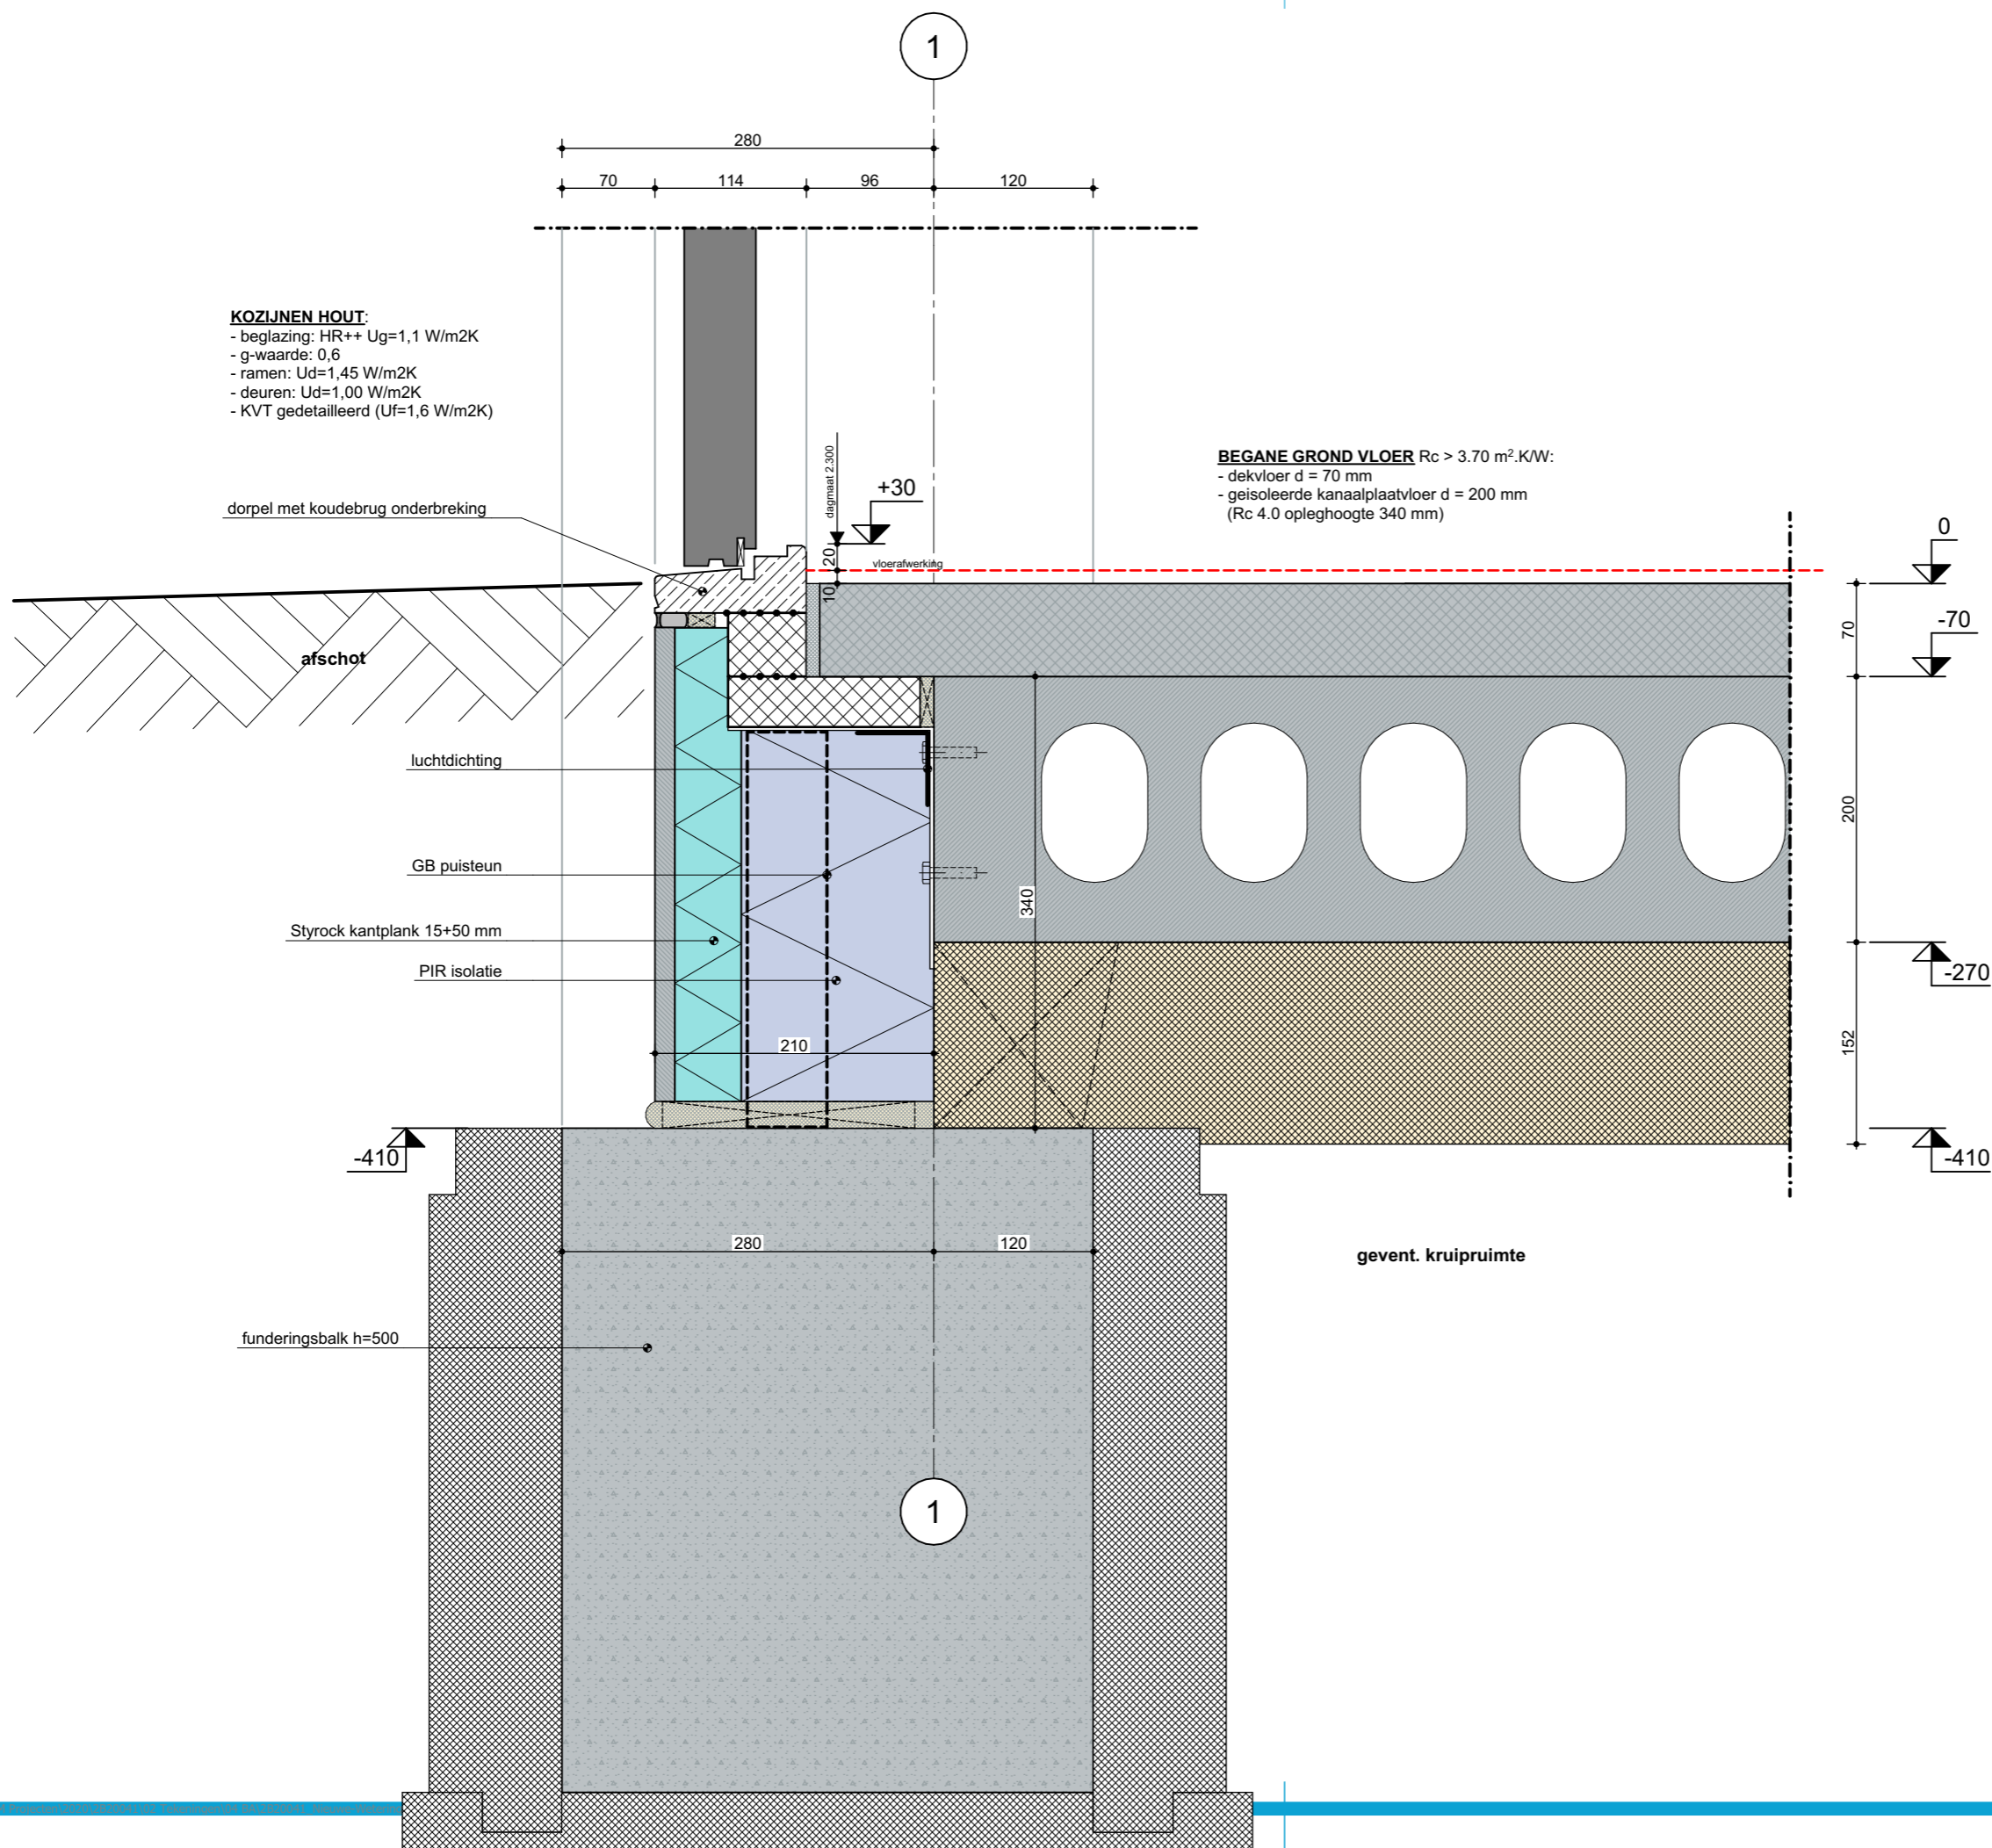 1
280
70
114
96
120
KOZIJNEN HOUT:
- beglazing: HR++ Ug=1,1 W/m2K
- g-waarde: 0,6
- ramen: Ud=1,45 W/m2K
- deuren: Ud=1,00 W/m2K
- KVT gedetailleerd (Uf=1,6 W/m2K)
dagmaat 2.300
+30
BEGANE GROND VLOER Rc > 3.70 m².K/W:
- dekvloer d = 70 mm
- geisoleerde kanaalplaatvloer d = 200 mm
(Rc 4.0 opleghoogte 340 mm)
dorpel met koudebrug onderbreking
0
20
vloerafwerking
10
70
-70
afschot
luchtdichting
200
GB puisteun
340
Styrock kantplank 15+50 mm
PIR isolatie
-270
210
152
-410
-410
280
120
gevent. kruipruimte
funderingsbalk h=500
1